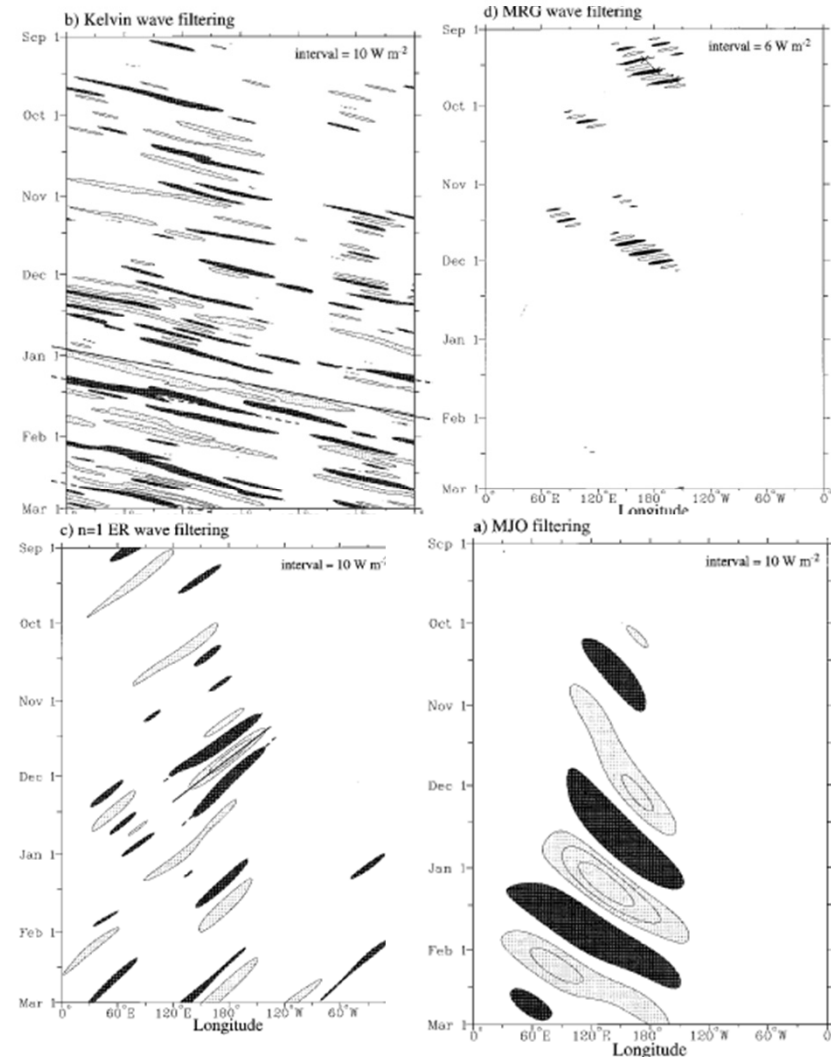 b) Kelvin wave filtering
interval = 10 W m-2
Sep 1
Oct 1
Nov 1
Dec 1
Jan 1
Feb 1
Mar 1
d) MRG wave filtering
interval = 6 W m-2
Sep 1
Oct 1
Nov 1
Dec 1
Jan 1
Feb 1
Mar 1
0° 60°E 120°E 180° 120°W 60°W 0
Longitude
c) n=1 ER wave filtering
interval = 10 W m-
Sep 1
Oct 1
Nov 1
Dec 1
Jan 1
Feb 1
Mar 1
0° 60°E 120°E 180° 120°W 60°W
Longitude
a) MJO filtering
interval = 10 W m-2
Sep 1
Oct 1
Nov 1
Dec 1
Jan 1
Feb 1
Mar 1
0° 60°E 120°E 180° 120°W 60°W 0
Longitude